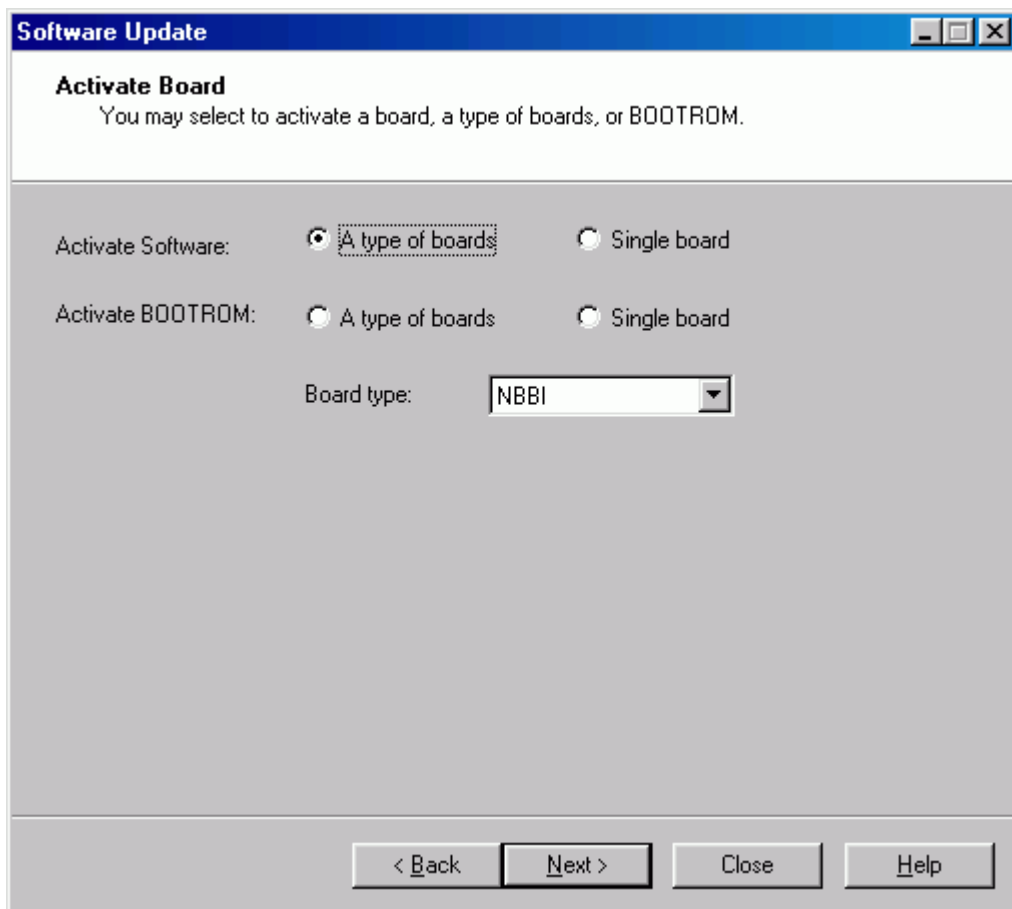 Software Update
Activate Board
You may select to activate a board, a type of boards, or BOOTROM.
Activate Software: A type of boards Single board
Activate BOOTROM: A type of boards Single board
Board type: NBBI
< Back Next > Close Help